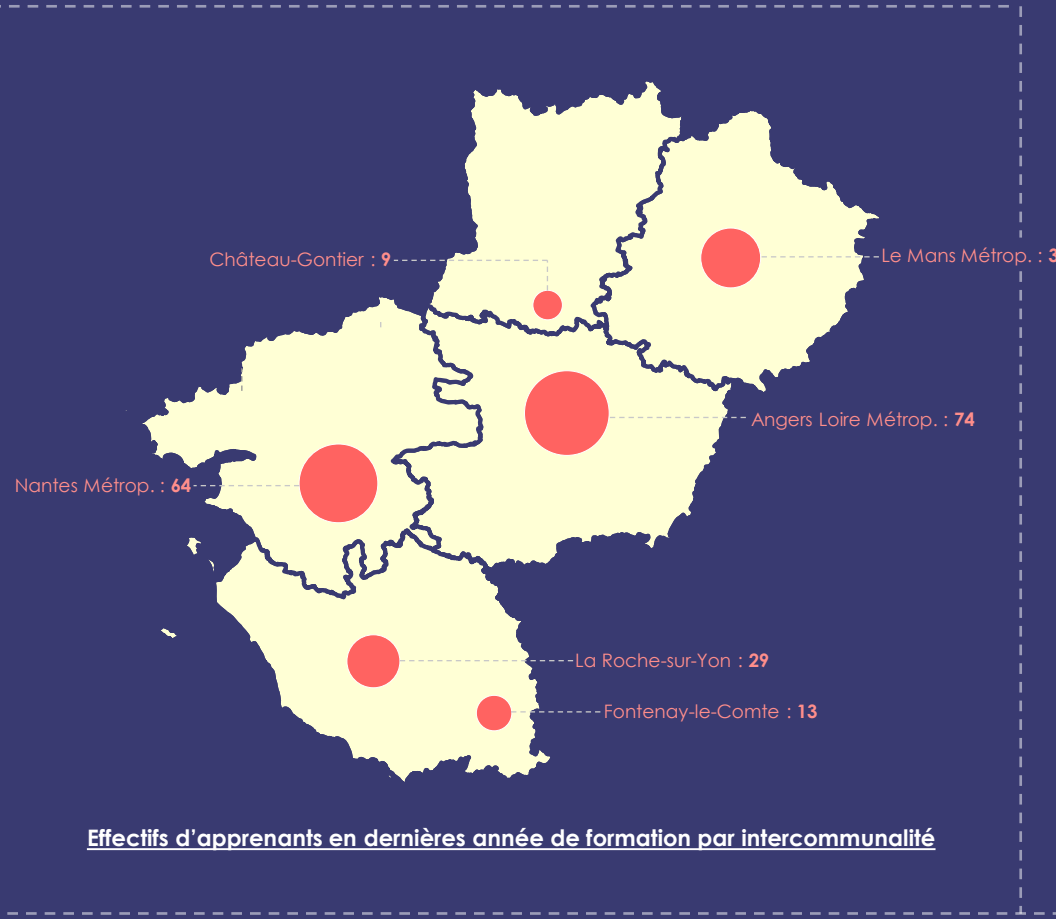 Château-Gontier : 9
Le Mans Métrop. : 3
Angers Loire Métrop. : 74
Nantes Métrop. : 64
La Roche-sur-Yon : 29
Fontenay-le-Comte : 13
Effectifs d’apprenants en dernières année de formation par intercommunalité